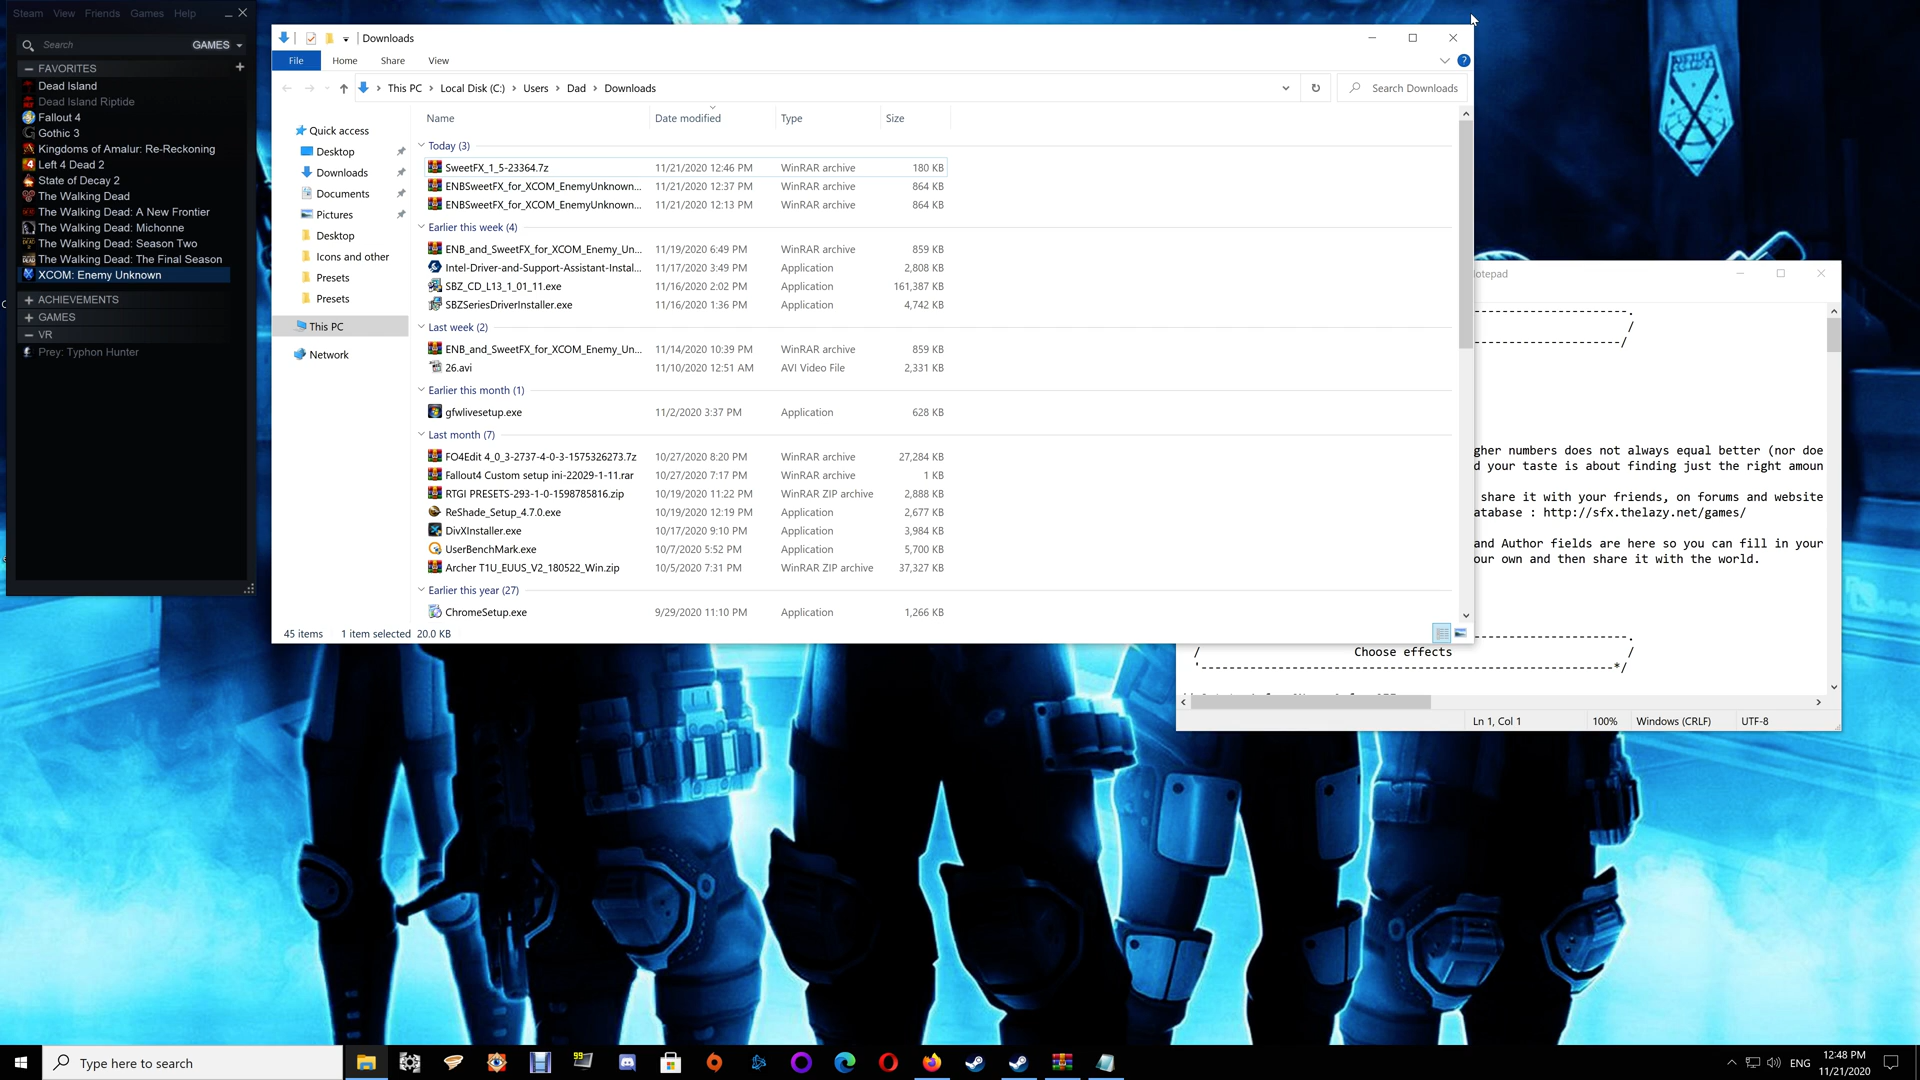 Steam View Friends Games Help
Search GAMES
FAVORITES
Dead Island
Dead Island Riptide
Fallout 4
Gothic 3
Kingdoms of Amalur: Re-Reckoning
Left 4 Dead 2
State of Decay 2
The Walking Dead
The Walking Dead: A New Frontier
The Walking Dead: Michonne
The Walking Dead: Season Two
The Walking Dead: The Final Season
XCOM: Enemy Unknown
ACHIEVEMENTS
GAMES
VR
Prey: Typhon Hunter
Downloads
File Home Share View
This PC Local Disk (C:) Users Dad Downloads
Search Downloads
Quick access
Desktop
Downloads
Documents
Pictures
Desktop
Icons and other
Presets
Presets
This PC
Network
Name Date modified Type Size
Today (3)
SweetFX_1_5-23364.7z 11/21/2020 12:46 PM WinRAR archive 180 KB
ENBSweetFX_for_XCOM_EnemyUnknown... 11/21/2020 12:37 PM WinRAR archive 864 KB
ENBSweetFX_for_XCOM_EnemyUnknown... 11/21/2020 12:13 PM WinRAR archive 864 KB
Earlier this week (4)
ENB_and_SweetFX_for_XCOM_Enemy_Un... 11/19/2020 6:49 PM WinRAR archive 859 KB
Intel-Driver-and-Support-Assistant-Instal... 11/17/2020 3:49 PM Application 2,808 KB
SBZ_CD_L13_1_01_11.exe 11/16/2020 2:02 PM Application 161,387 KB
SBZSeriesDriverInstaller.exe 11/16/2020 1:36 PM Application 4,742 KB
Last week (2)
ENB_and_SweetFX_for_XCOM_Enemy_Un... 11/14/2020 10:39 PM WinRAR archive 859 KB
26.avi 11/10/2020 12:51 AM AVI Video File 2,331 KB
Earlier this month (1)
gfwlivesetup.exe 11/2/2020 3:37 PM Application 628 KB
Last month (7)
FO4Edit 4_0_3-2737-4-0-3-1575326273.7z 10/27/2020 8:20 PM WinRAR archive 27,284 KB
Fallout4 Custom setup ini-22029-1-11.rar 10/27/2020 7:17 PM WinRAR archive 1 KB
RTGI PRESETS-293-1-0-1598785816.zip 10/19/2020 11:22 PM WinRAR ZIP archive 2,888 KB
ReShade_Setup_4.7.0.exe 10/19/2020 12:19 PM Application 2,677 KB
DivXInstaller.exe 10/17/2020 9:10 PM Application 3,984 KB
UserBenchMark.exe 10/7/2020 5:52 PM Application 5,700 KB
Archer T1U_EUUS_V2_180522_Win.zip 10/5/2020 7:31 PM WinRAR ZIP archive 37,327 KB
Earlier this year (27)
ChromeSetup.exe 9/29/2020 11:10 PM Application 1,266 KB
45 items 1 item selected 20.0 KB
otepad
-------------------.
/
------------------/
gher numbers does not always equal better (nor doe
d your taste is about finding just the right amoun
share it with your friends, on forums and website
atabase : http://sfx.thelazy.net/games/
and Author fields are here so you can fill in your
our own and then share it with the world.
-------------------.
/ Choose effects /
'----------------------------------------------------*/
Ln 1, Col 1 100% Windows (CRLF) UTF-8
Type here to search
99
ENG
12:48 PM
11/21/2020